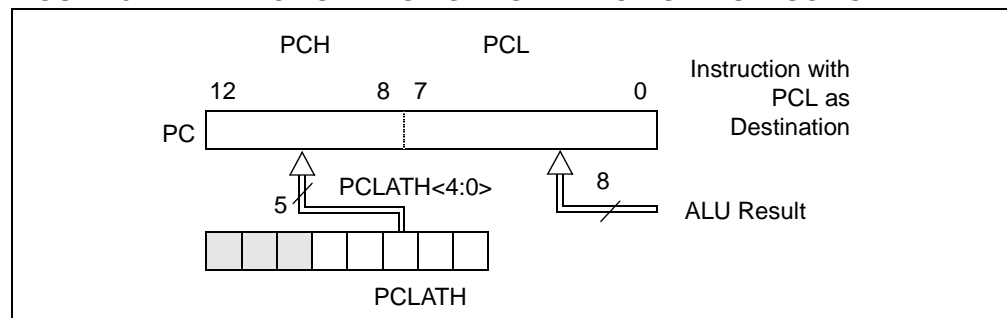 PCH PCL
12 8 7 0
Instruction with
PCL as
Destination
PC
PCLATH<4:0>
5
8
ALU Result
PCLATH